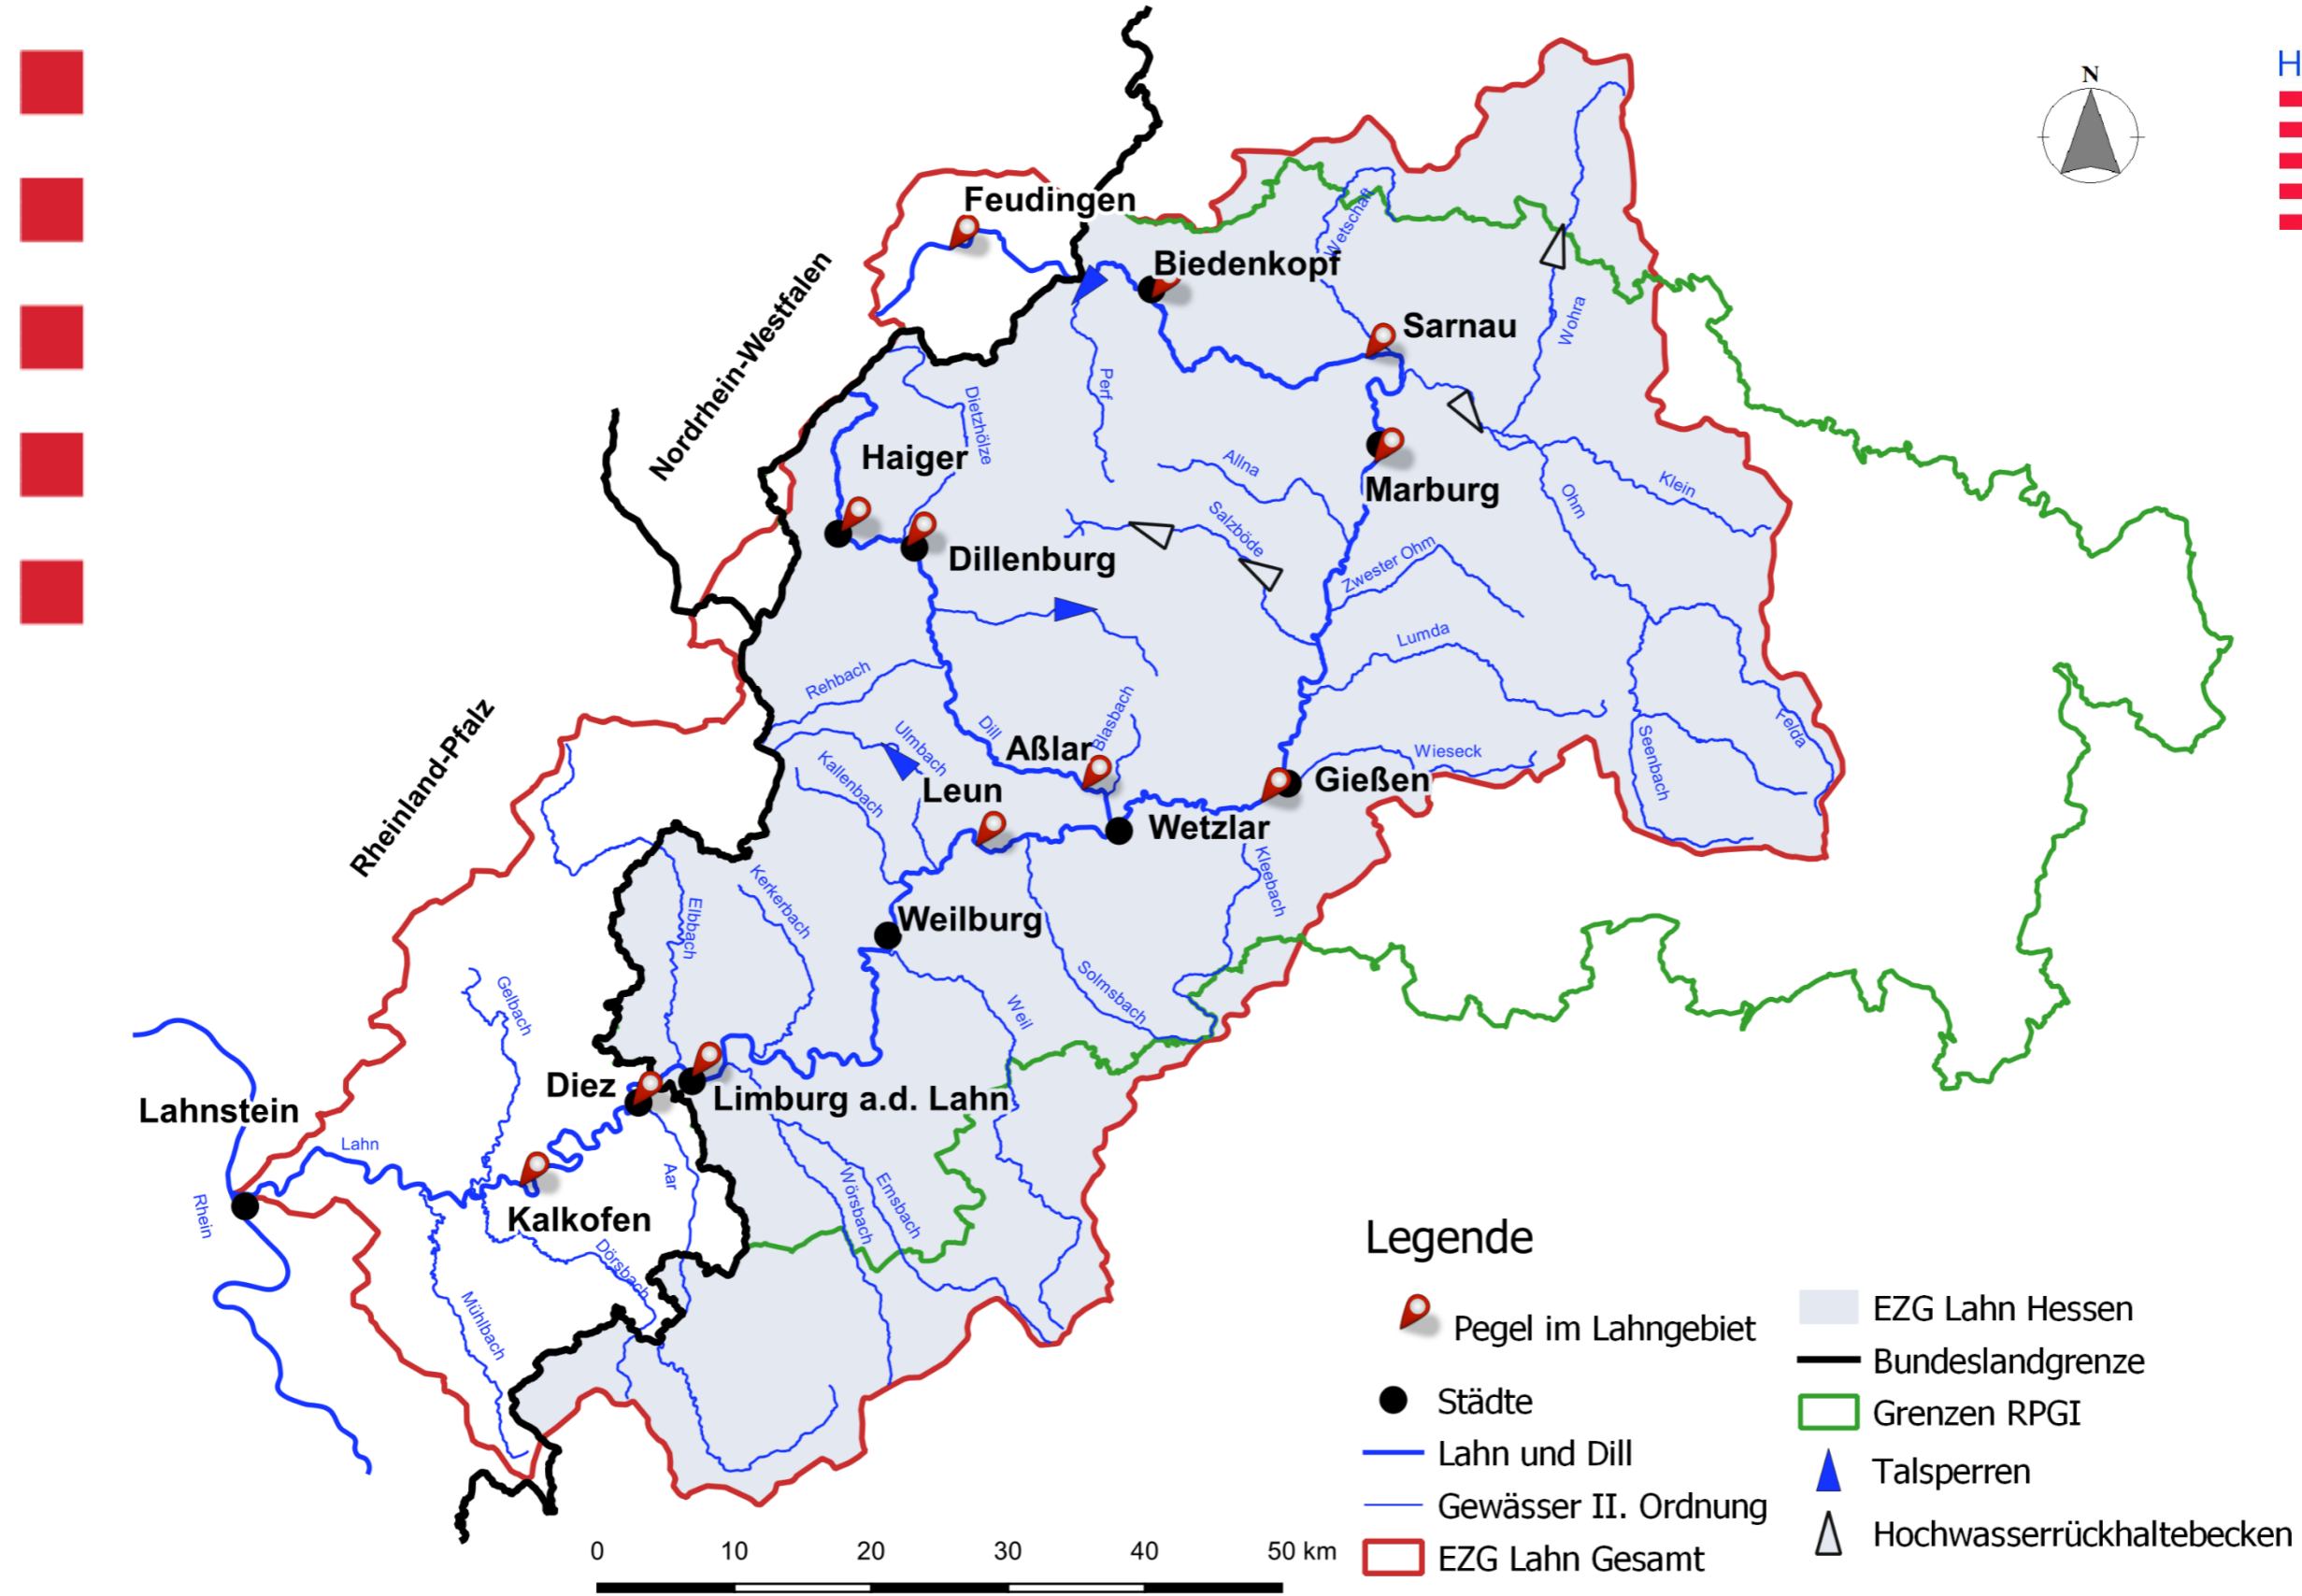 H
N
Feudingen
Biedenkopf
Wetschaft
Sarnau
Wohra
Nordrhein-Westfalen
Perf
Dietzhölze
Haiger
Allna
Marburg
Klein
Ohm
Salzböde
Dillenburg
Zwester Ohm
Lumda
Rehbach
Rheinland-Pfalz
Ulmbach
Dill
Aßlar
Blasbach
Wieseck
Felda
Seenbach
Kallenbach
Leun
Gießen
Wetzlar
Kleebach
Kerkerbach
Elbbach
Weilburg
Gelbach
Solmsbach
Weil
Diez
Limburg a.d. Lahn
Lahnstein
Lahn
Rhein
Aar
Wörsbach
Emsbach
Kalkofen
Dörsbach
Mühlbach
Legende
Pegel im Lahngebiet
Städte
Lahn und Dill
Gewässer II. Ordnung
EZG Lahn Gesamt
EZG Lahn Hessen
Bundeslandgrenze
Grenzen RPGI
Talsperren
Hochwasserrückhaltebecken
0 10 20 30 40 50 km